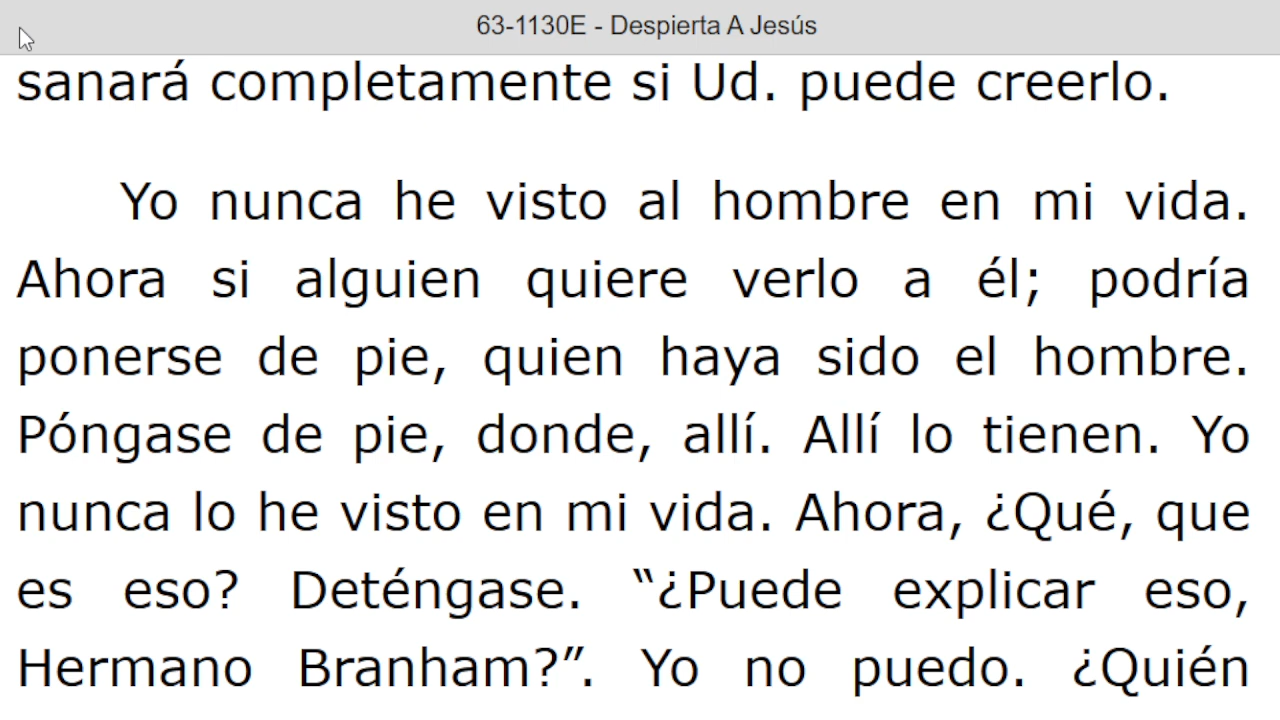 63-1130E - Despierta A Jesús
sanará completamente si Ud. puede creerlo.
Yo nunca he visto al hombre en mi vida.
Ahora si alguien quiere verlo a él; podría
ponerse de pie, quien haya sido el hombre.
Póngase de pie, donde, allí. Allí lo tienen. Yo
nunca lo he visto en mi vida. Ahora, ¿Qué, que
es eso? Deténgase. “¿Puede explicar eso,
Hermano Branham?”. Yo no puedo. ¿Quién